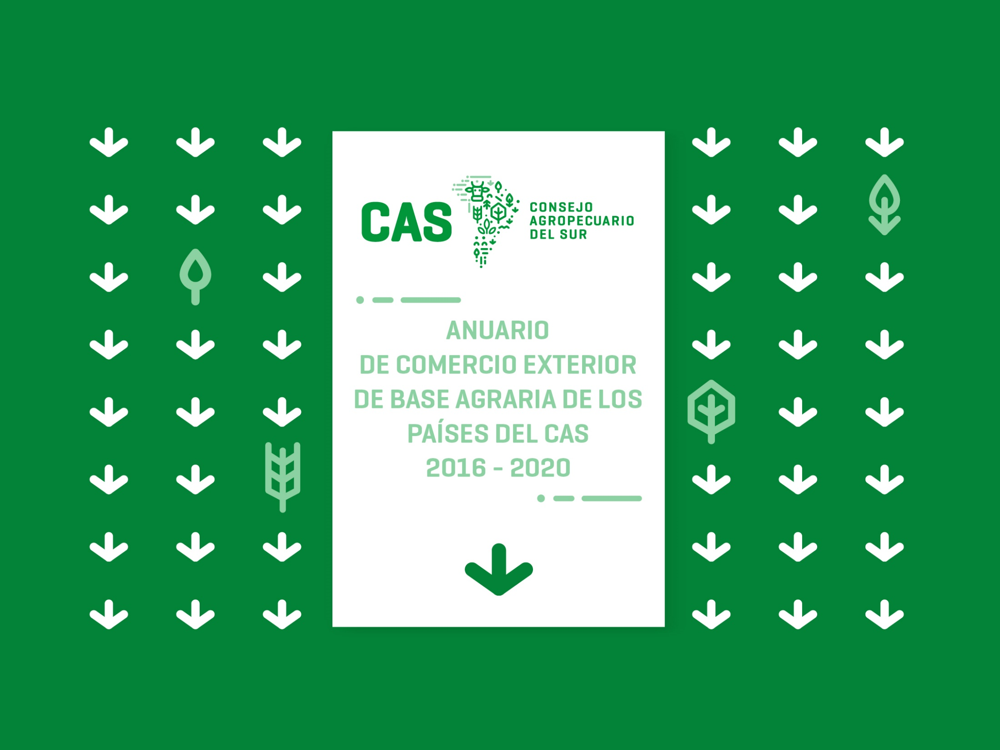 CAS
CONSEJO
AGROPECUARIO
DEL SUR
ANUARIO
DE COMERCIO EXTERIOR
DE BASE AGRARIA DE LOS
PAÍSES DEL CAS
2016 - 2020